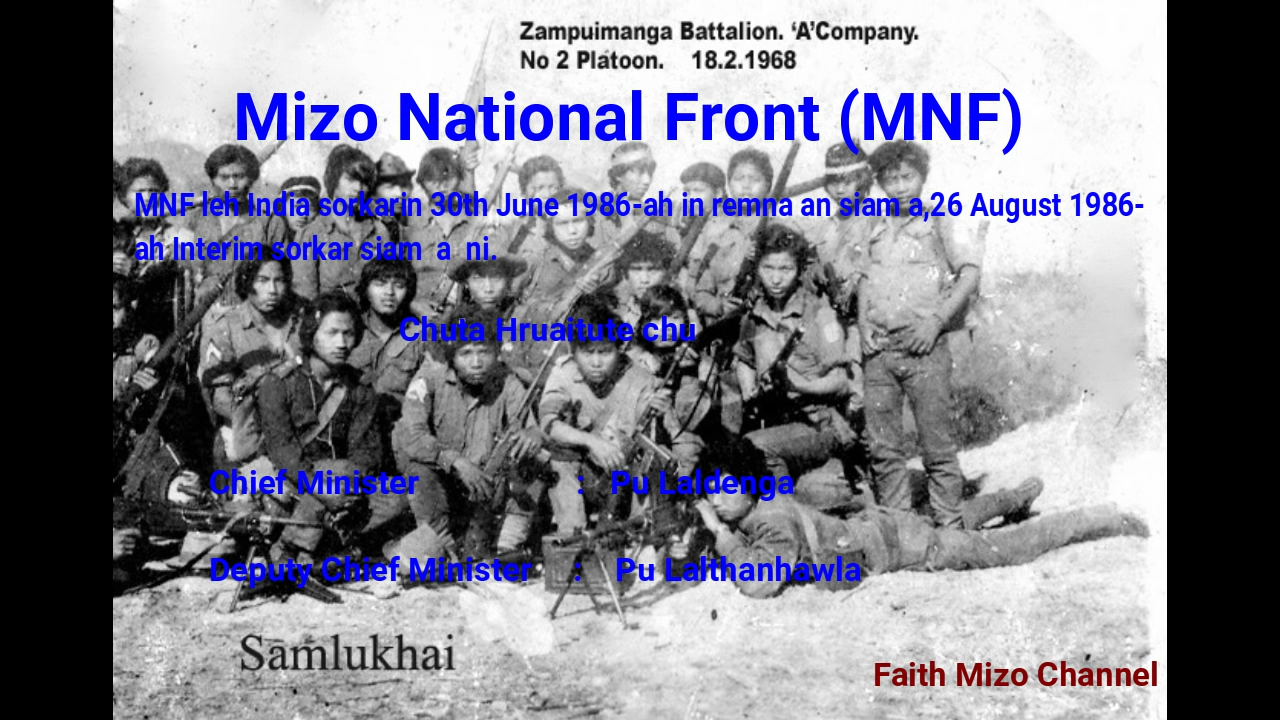 Zampuimanga Battalion. ‘A’Company.
No 2 Platoon. 18.2.1968
Mizo National Front (MNF)
MNF leh India sorkarin 30th June 1986-ah in remna an siam a,26 August 1986-
ah Interim sorkar siam a ni.
Chuta Hruaitute chu
Chief Minister : Pu Laldenga
Deputy Chief Minister : Pu Lalthanhawla
Samlukhai
Faith Mizo Channel